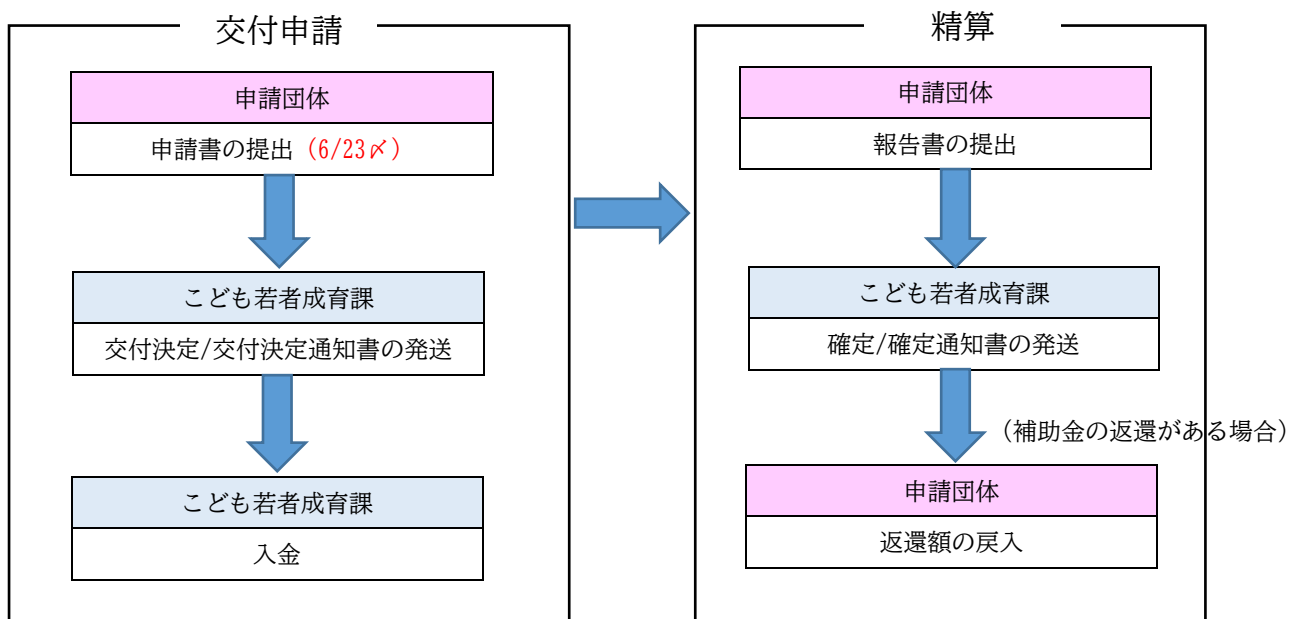 交付申請
申請団体
申請書の提出（6/23〆）
こども若者成育課
交付決定/交付決定通知書の発送
こども若者成育課
入金
精算
申請団体
報告書の提出
こども若者成育課
確定/確定通知書の発送
（補助金の返還がある場合）
申請団体
返還額の戻入